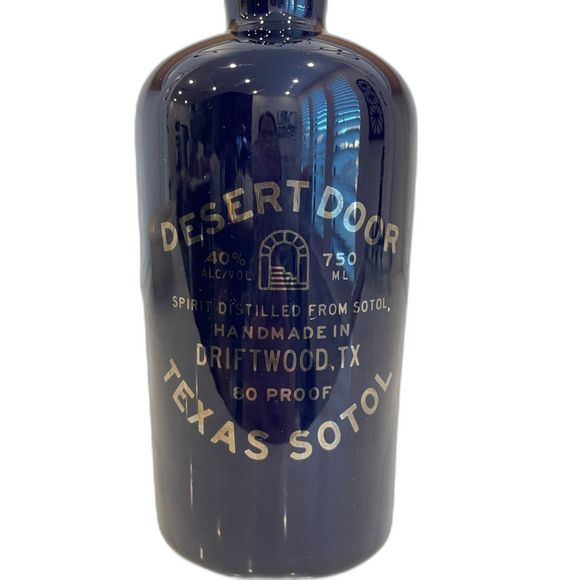 DESERT DOOR
40% 750
ALC/VOL ML
SPIRIT DISTILLED FROM SOTOL,
HANDMADE IN
DRIFTWOOD, TX
80 PROOF
TEXAS SOTOL